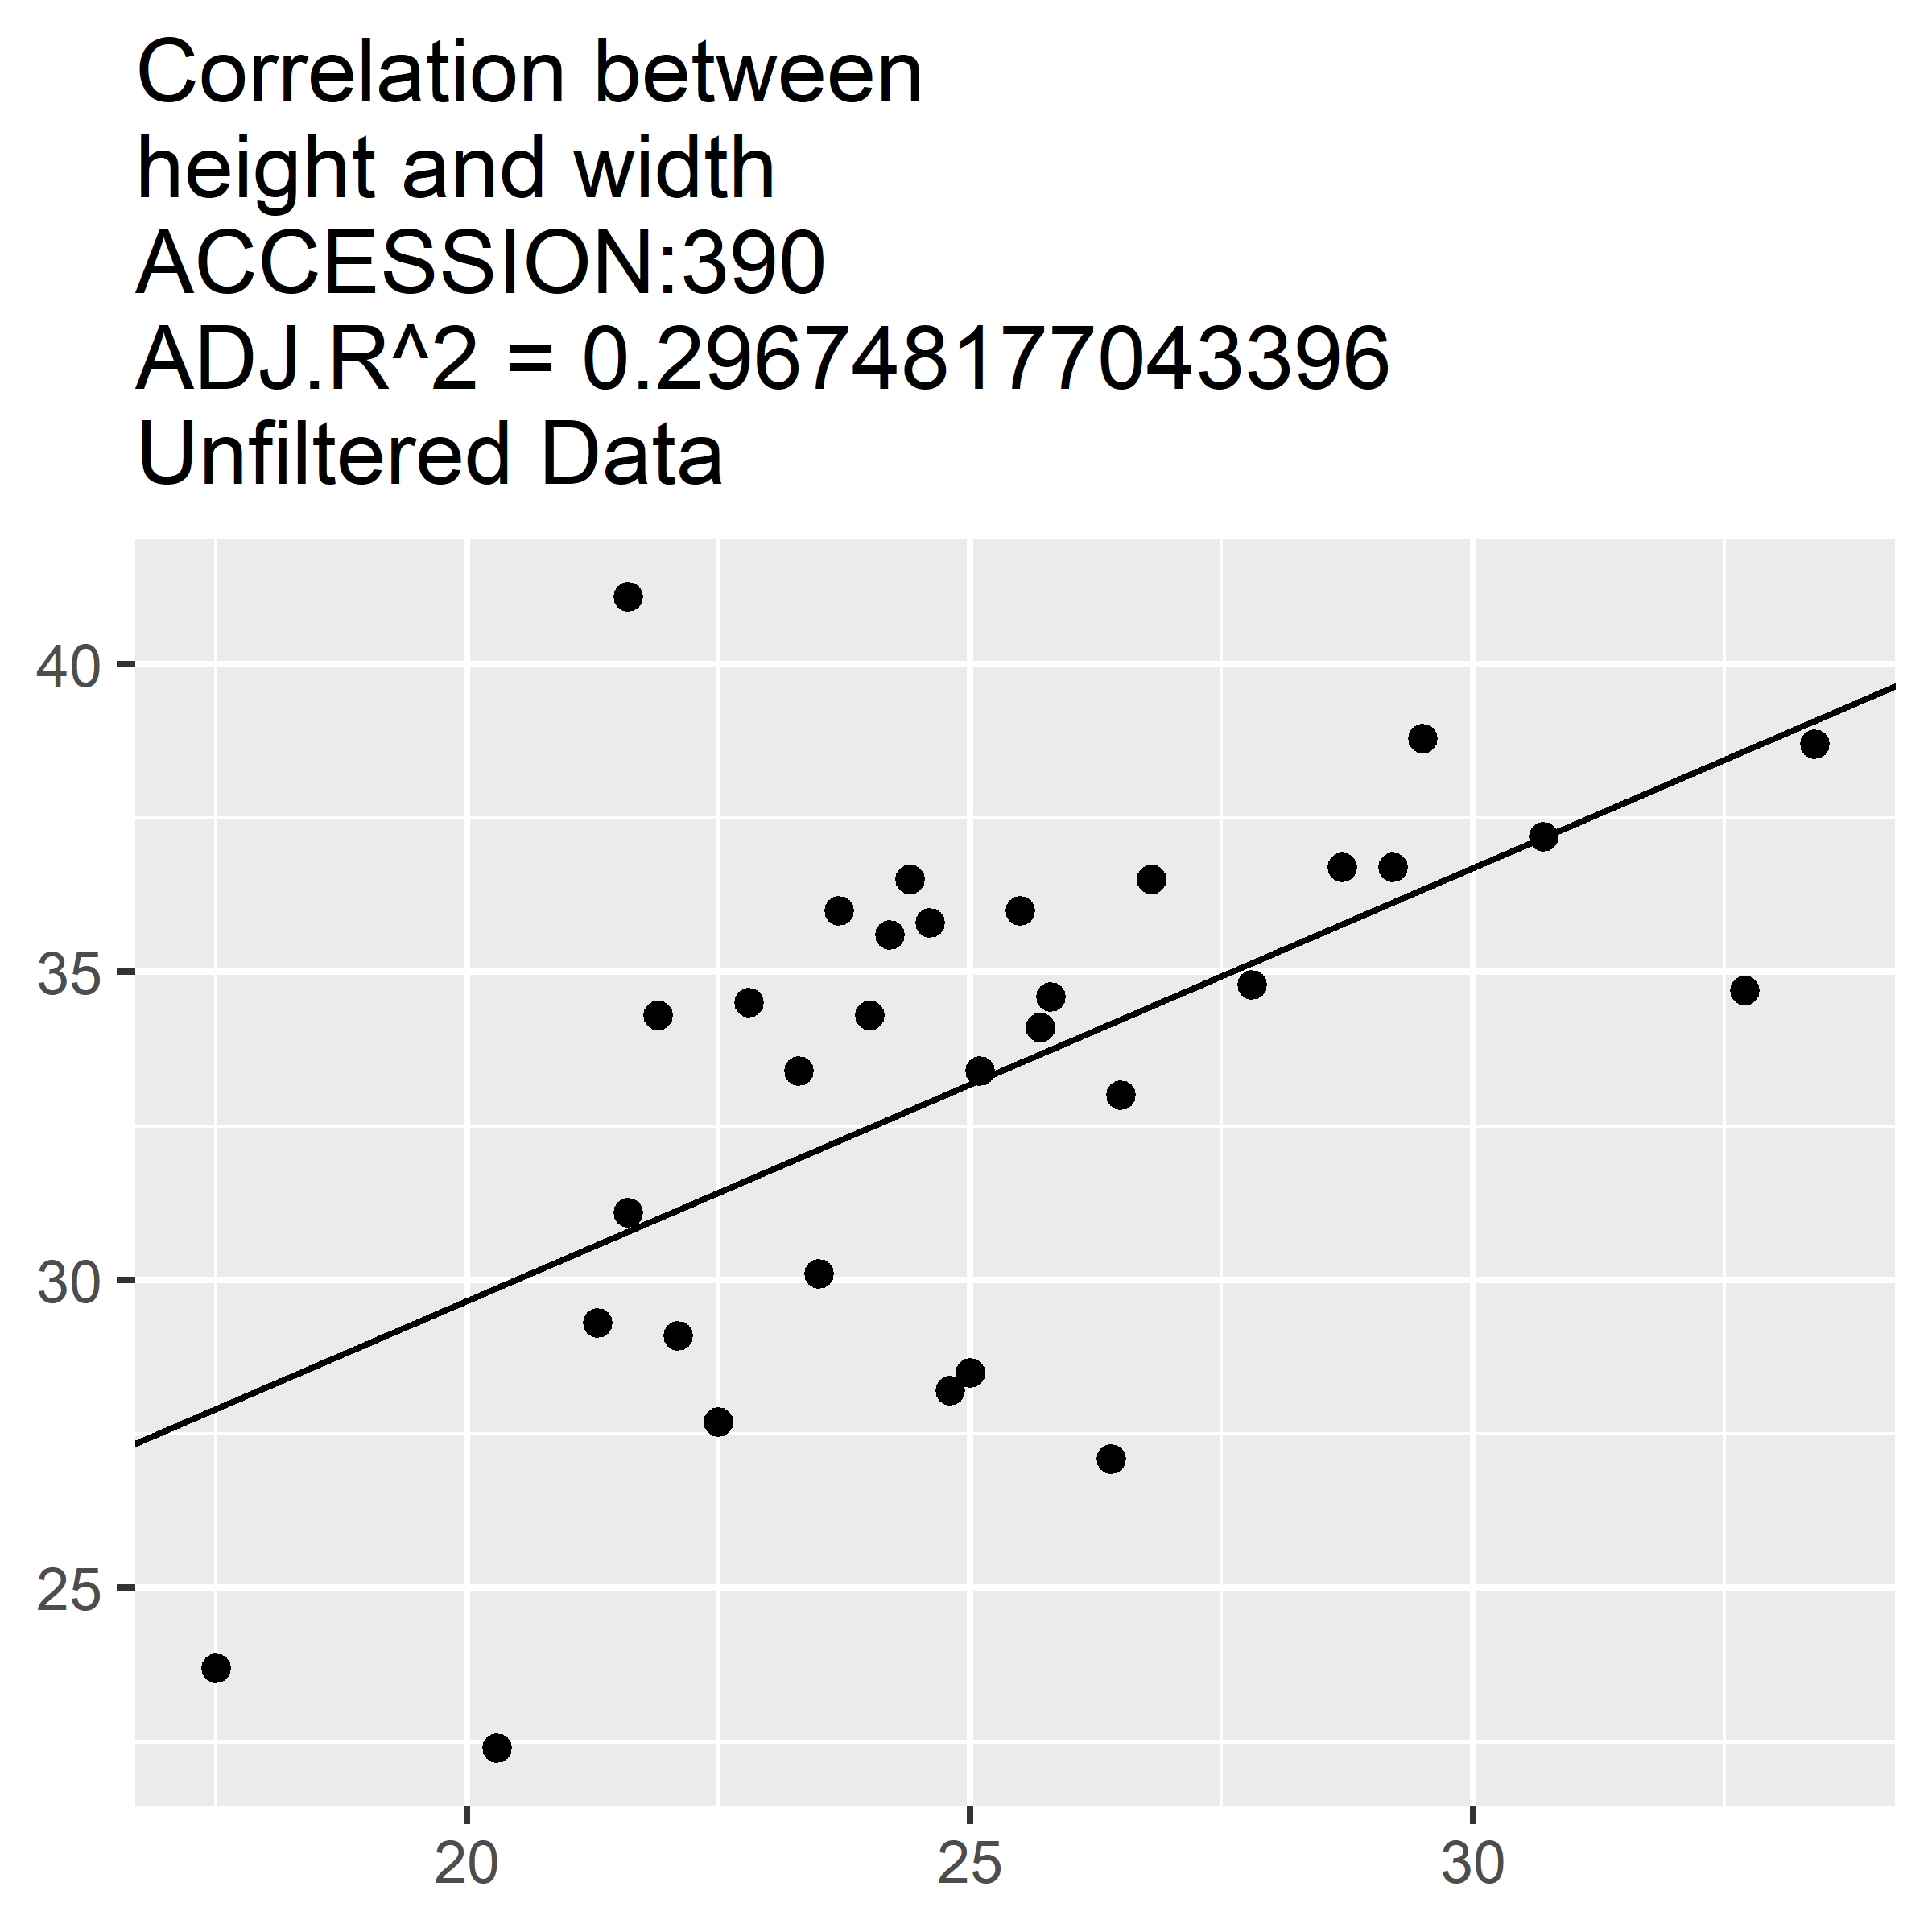 Correlation between
height and width
ACCESSION:390
ADJ.R^2 = 0.296748177043396
Unfiltered Data
40
35
30
25
20 25 30